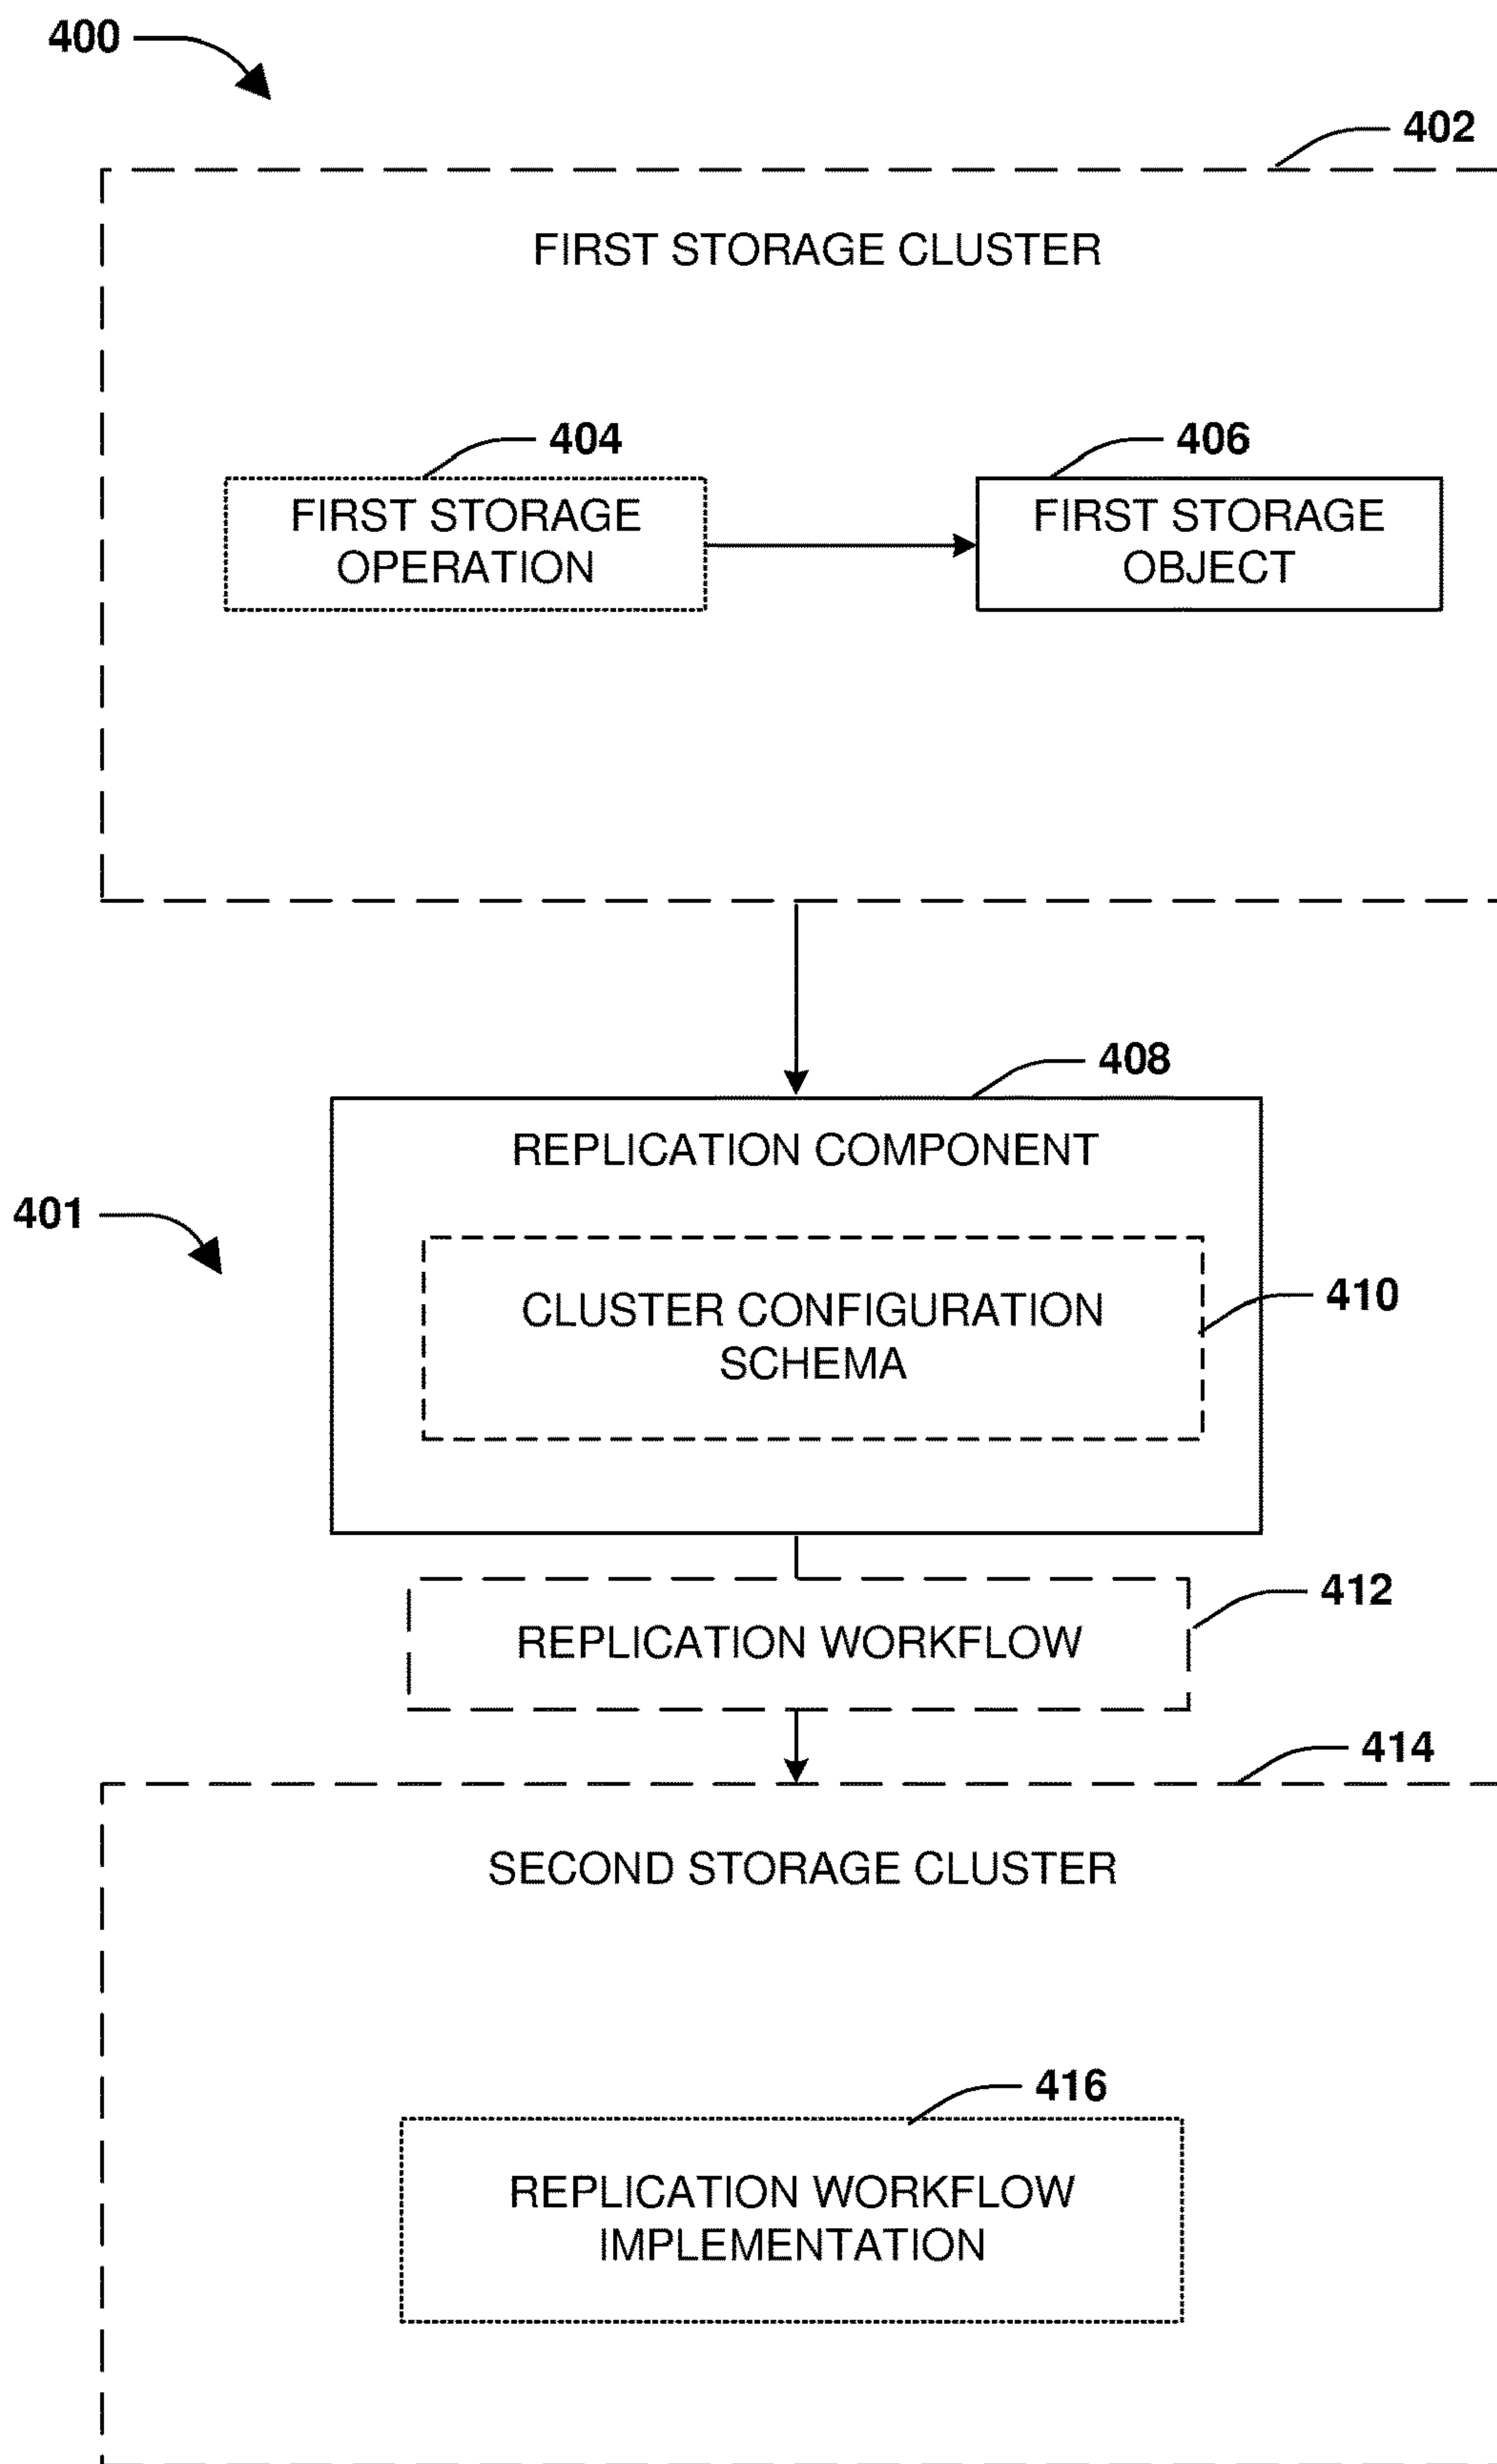 400
402
FIRST STORAGE CLUSTER
404
406
FIRST STORAGE
OPERATION
FIRST STORAGE
OBJECT
408
REPLICATION COMPONENT
401
CLUSTER CONFIGURATION
SCHEMA
410
412
REPLICATION WORKFLOW
414
SECOND STORAGE CLUSTER
416
REPLICATION WORKFLOW
IMPLEMENTATION